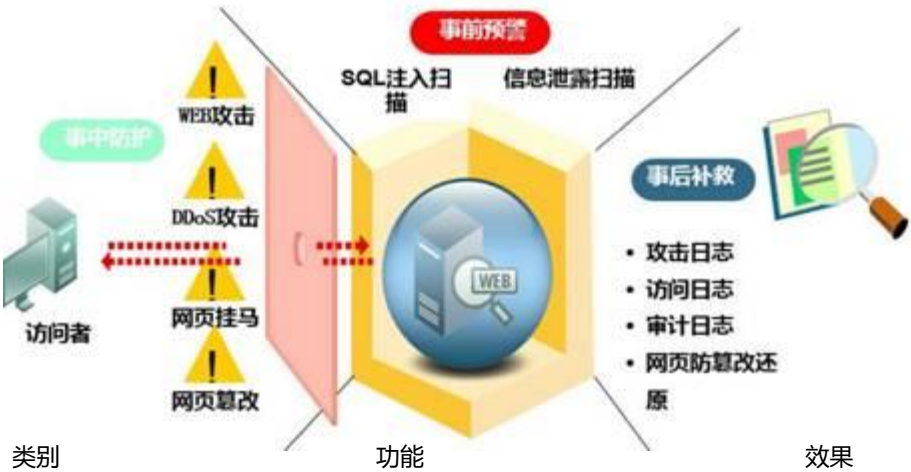 事前预警
SQL注入扫
描
信息泄露扫描
WEB攻击
事中防护
DDoS攻击
事后补救
WEB
• 攻击日志
• 访问日志
• 审计日志
• 网页防篡改还
原
网页挂马
访问者
网页篡改
类别 功能 效果